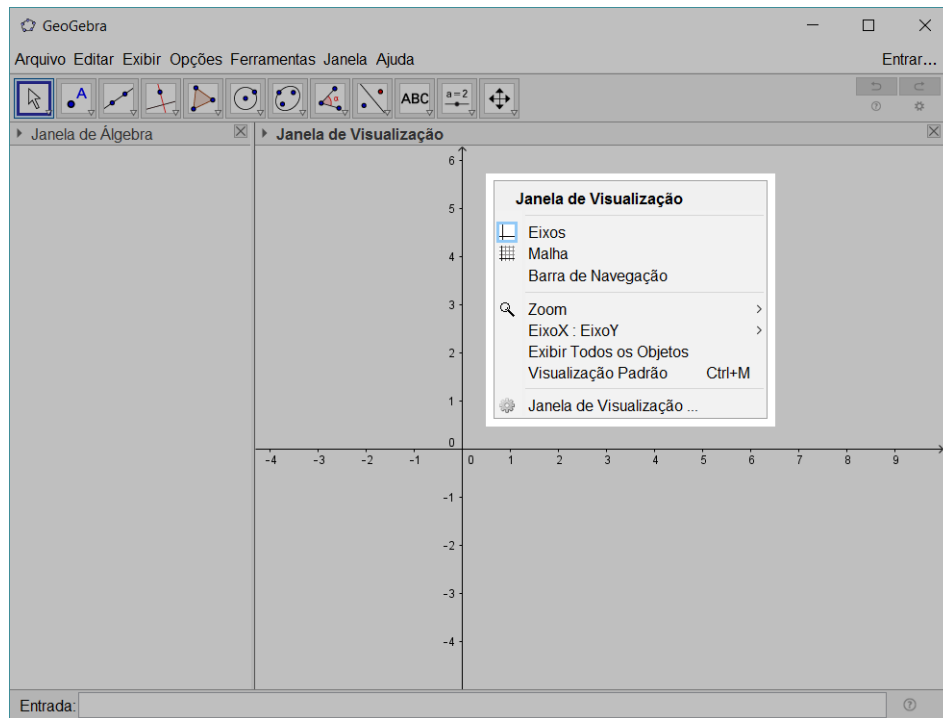 GeoGebra
Arquivo Editar Exibir Opções Ferramentas Janela Ajuda
Entrar...
A
α
ABC
a=2
Janela de Álgebra
Janela de Visualização
Janela de Visualização
Eixos
Malha
Barra de Navegação
Zoom
EixoX : EixoY
Exibir Todos os Objetos
Visualização Padrão Ctrl+M
Janela de Visualização ...
6
5
4
3
2
1
0
-4 -3 -2 -1 0 1 2 3 4 5 6 7 8 9
-1
-2
-3
-4
Entrada: